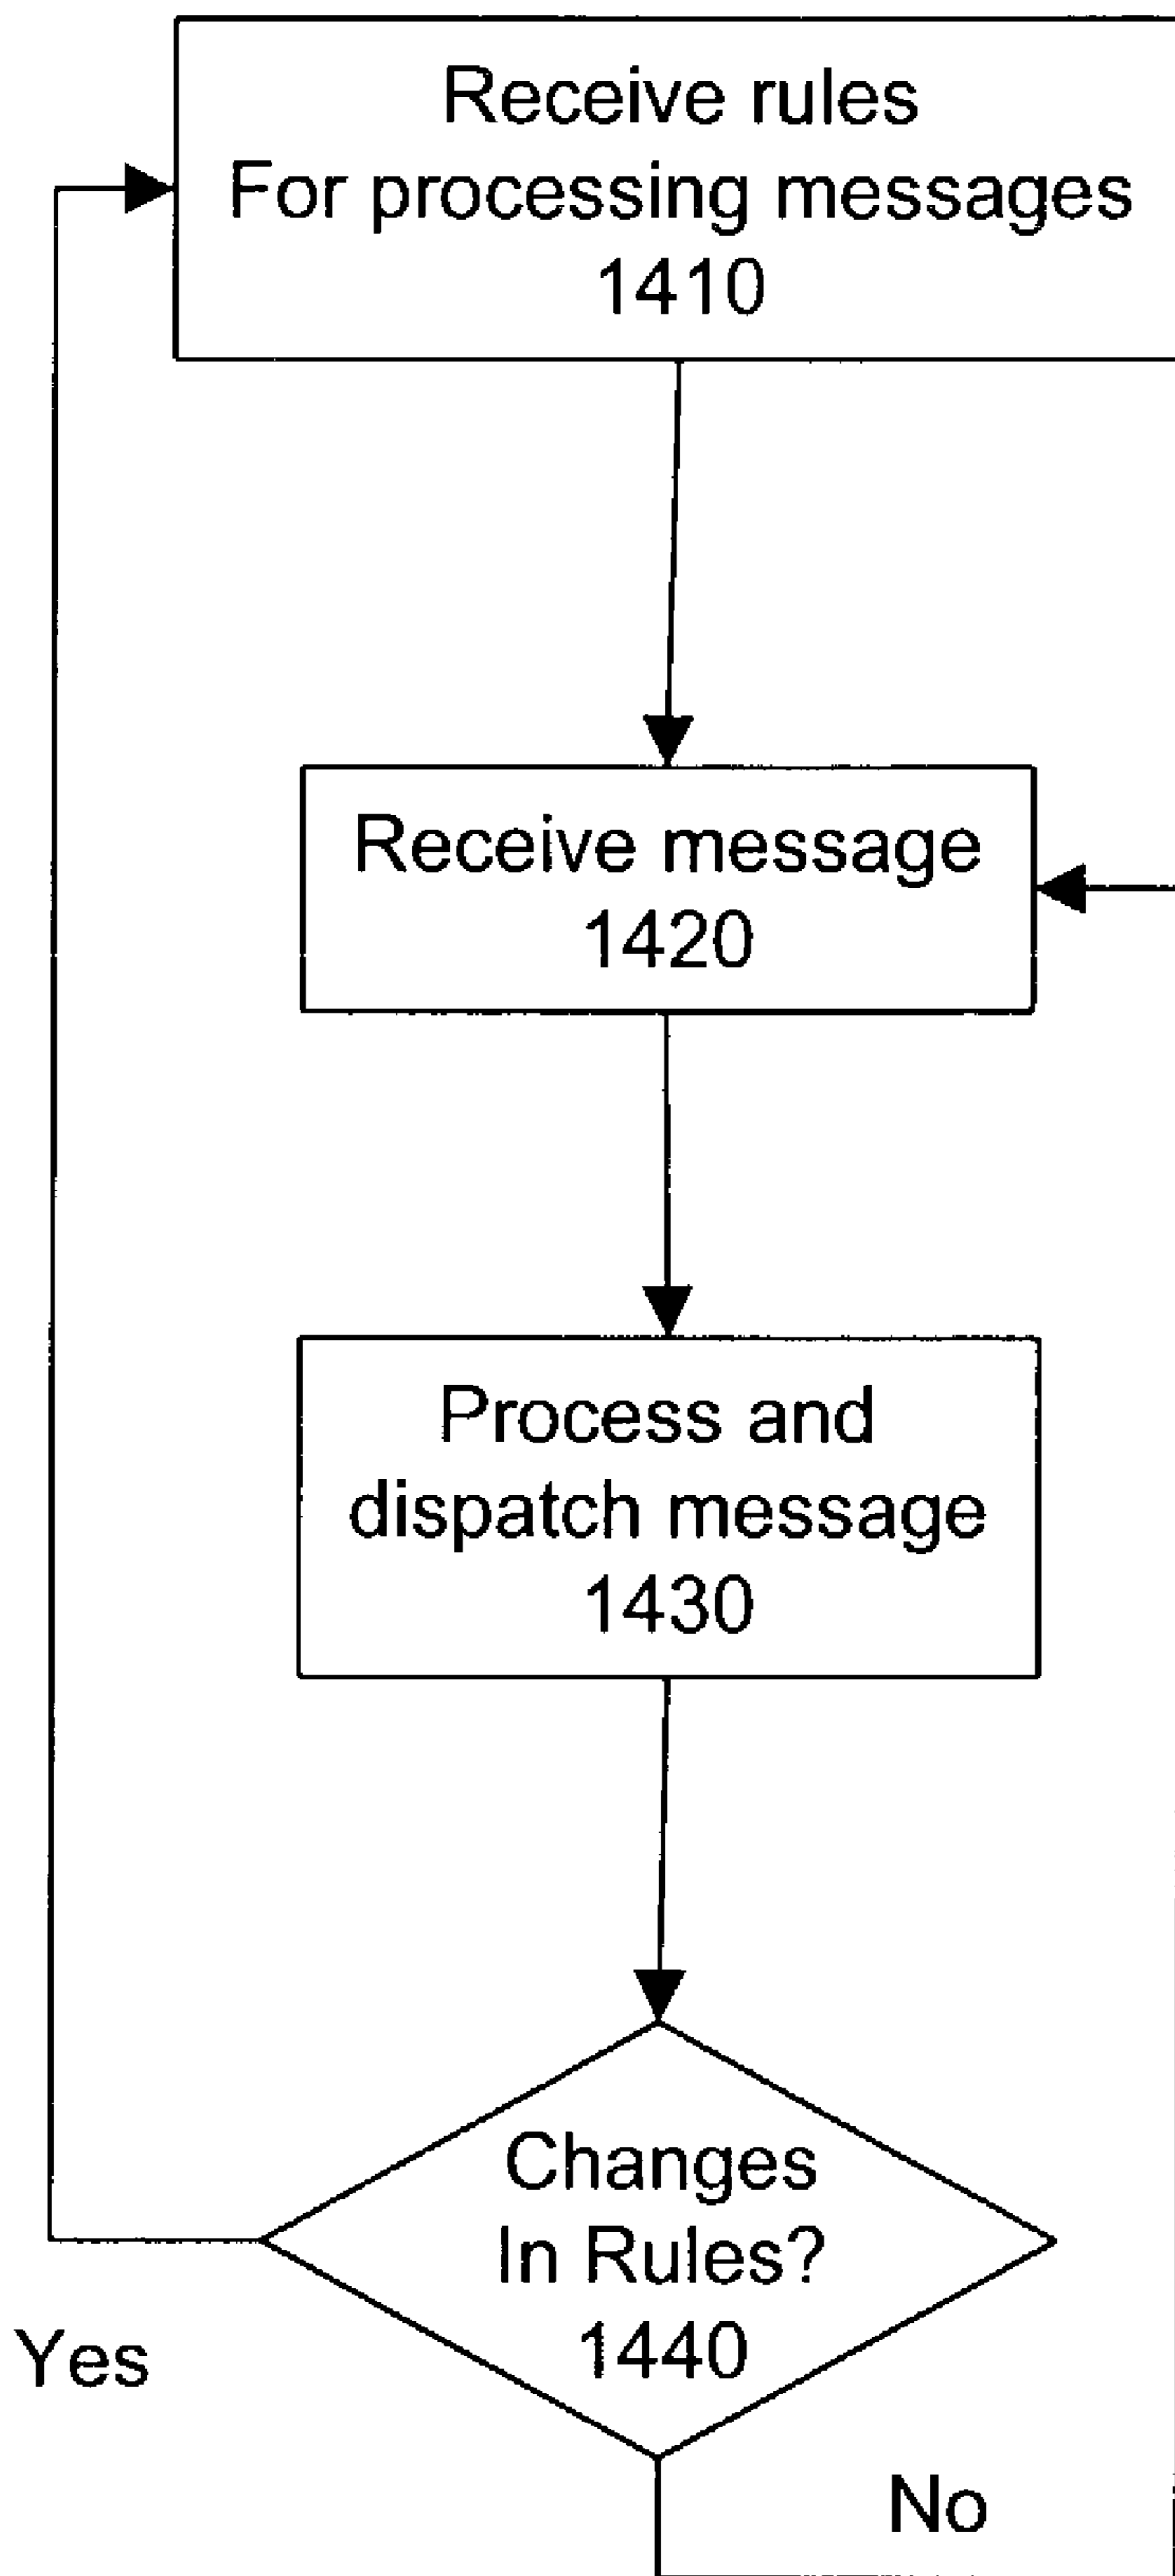 Receive rules
For processing messages
1410
Receive message
1420
Process and
dispatch message
1430
Changes
In Rules?
1440
Yes
No